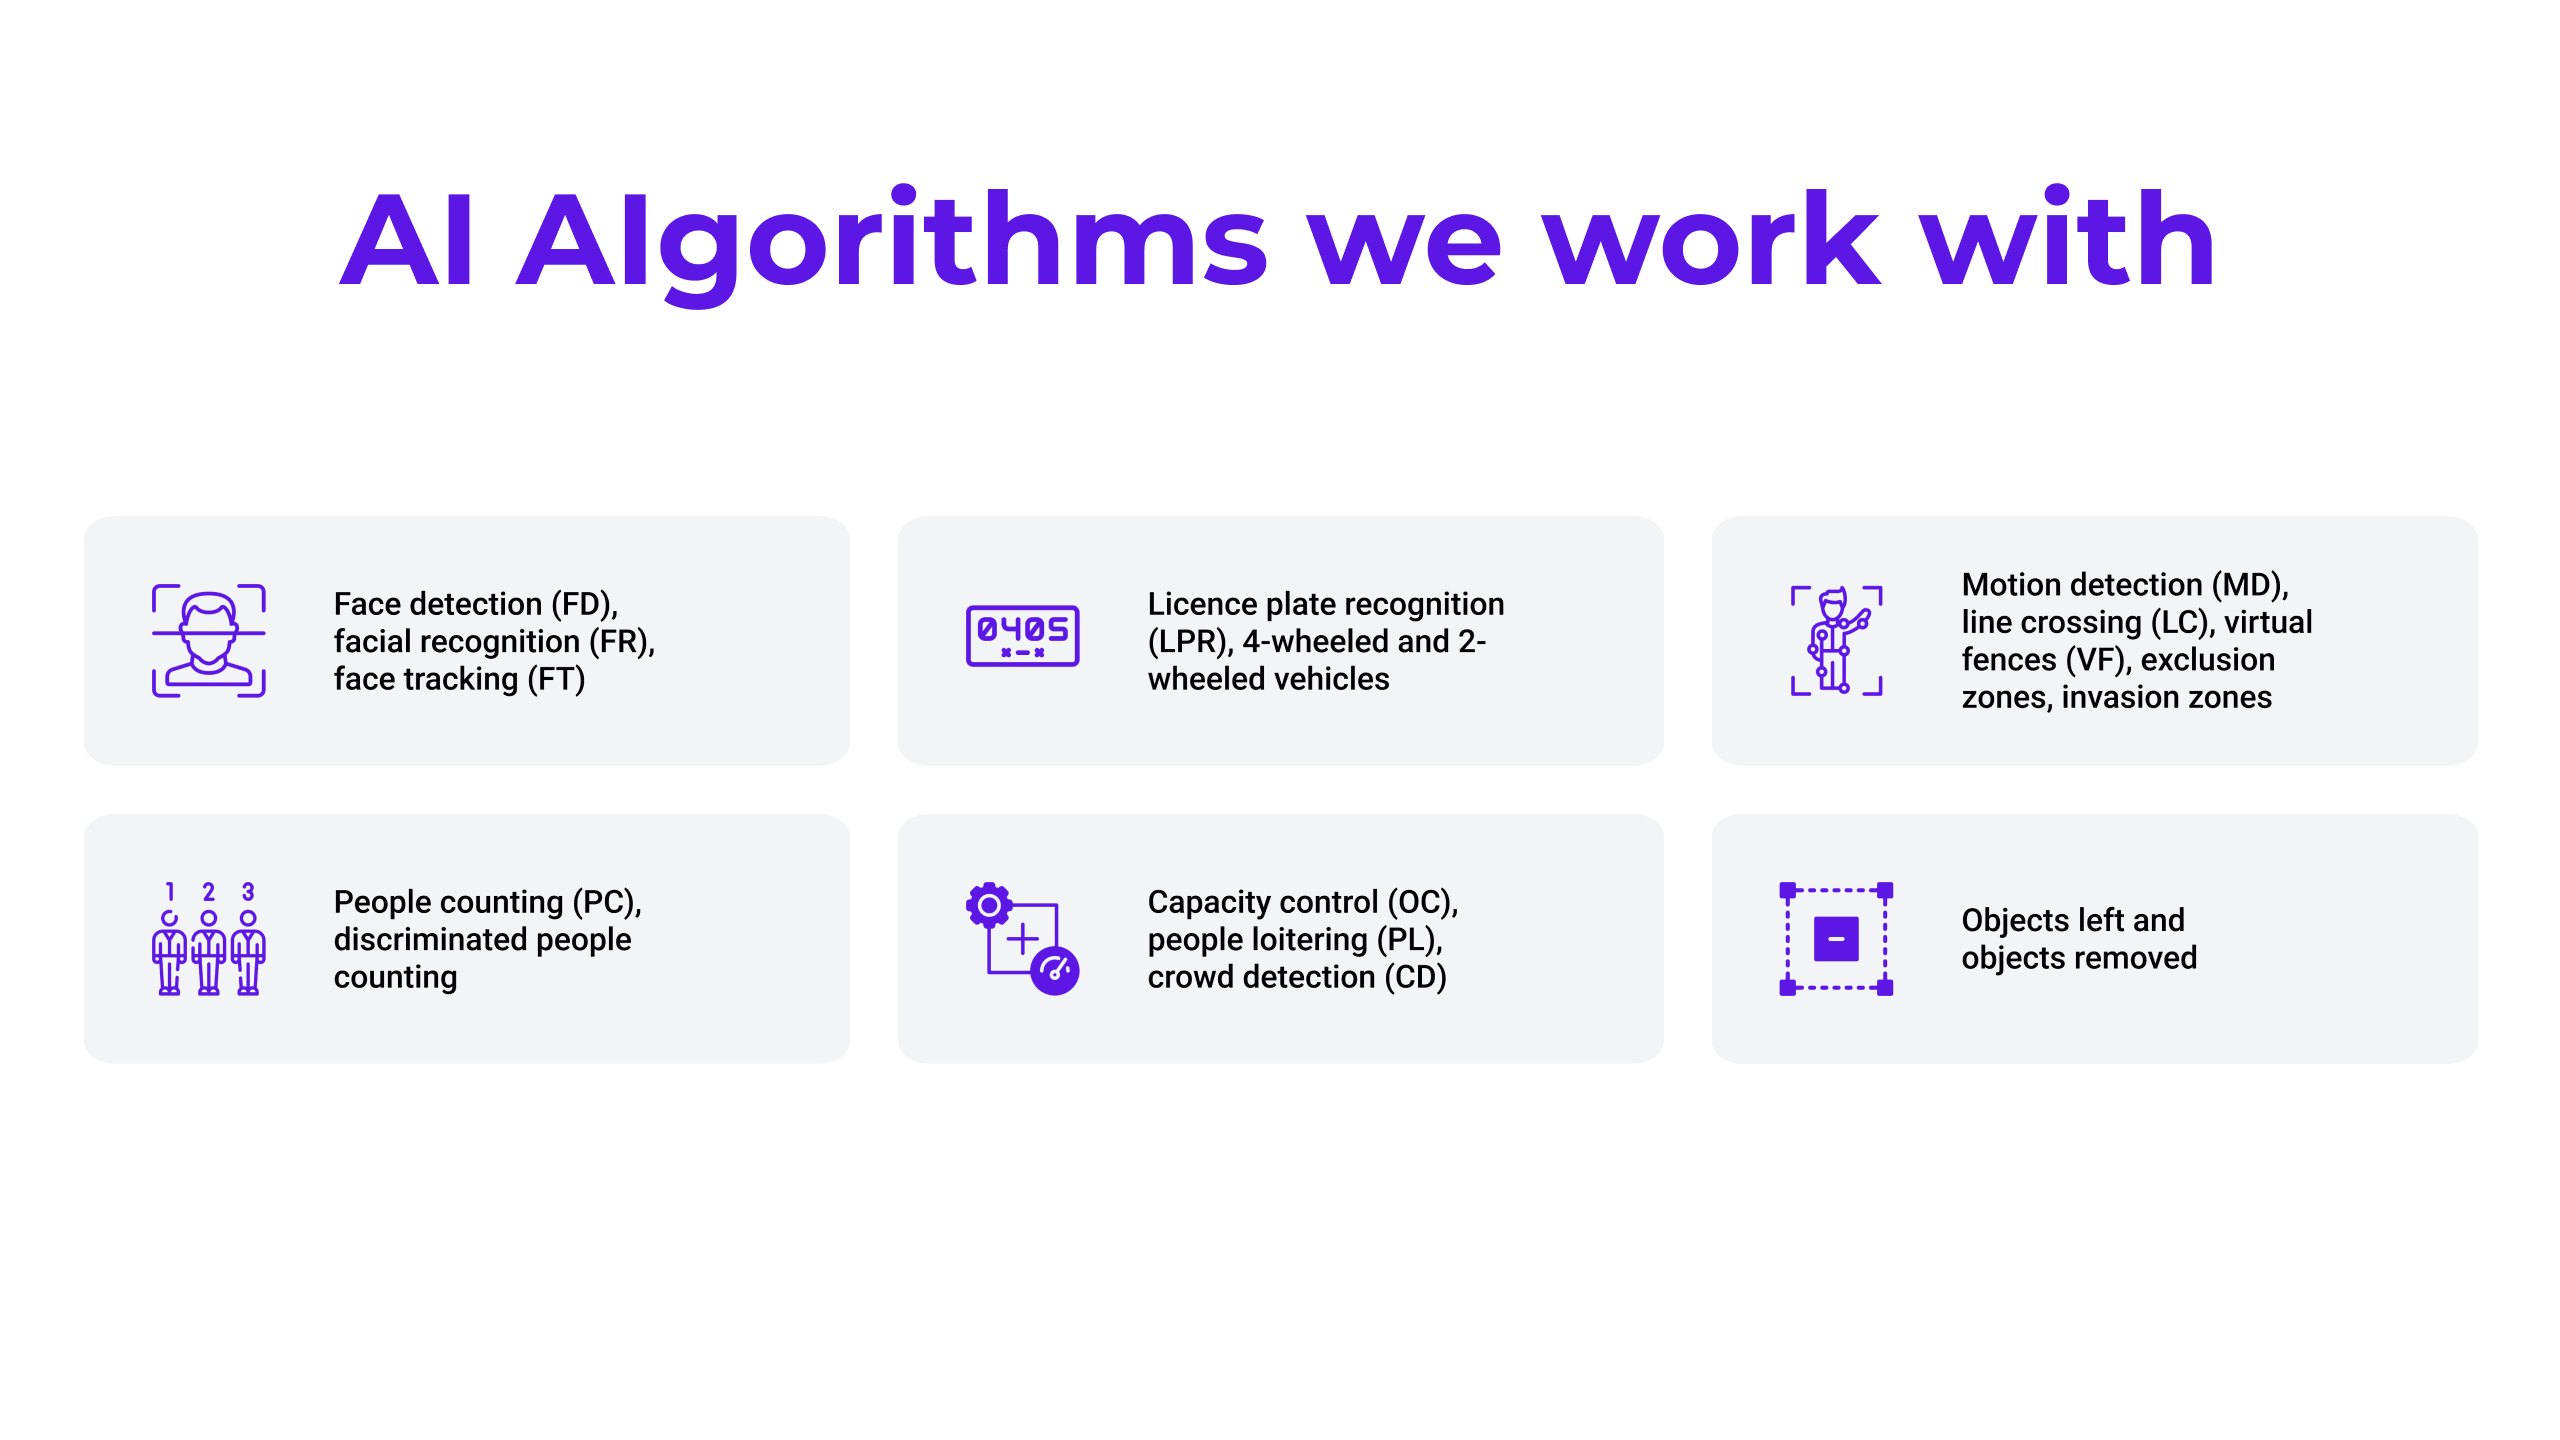 AI AIgorithms we work with
Face detection (FD),
facial recognition (FR),
face tracking (FT)
0405
Licence plate recognition
(LPR), 4-wheeled and 2-
wheeled vehicles
Motion detection (MD),
line crossing (LC), virtual
fences (VF), exclusion
zones, invasion zones
1 2 3
People counting (PC),
discriminated people
counting
Capacity control (OC),
people loitering (PL),
crowd detection (CD)
Objects left and
objects removed